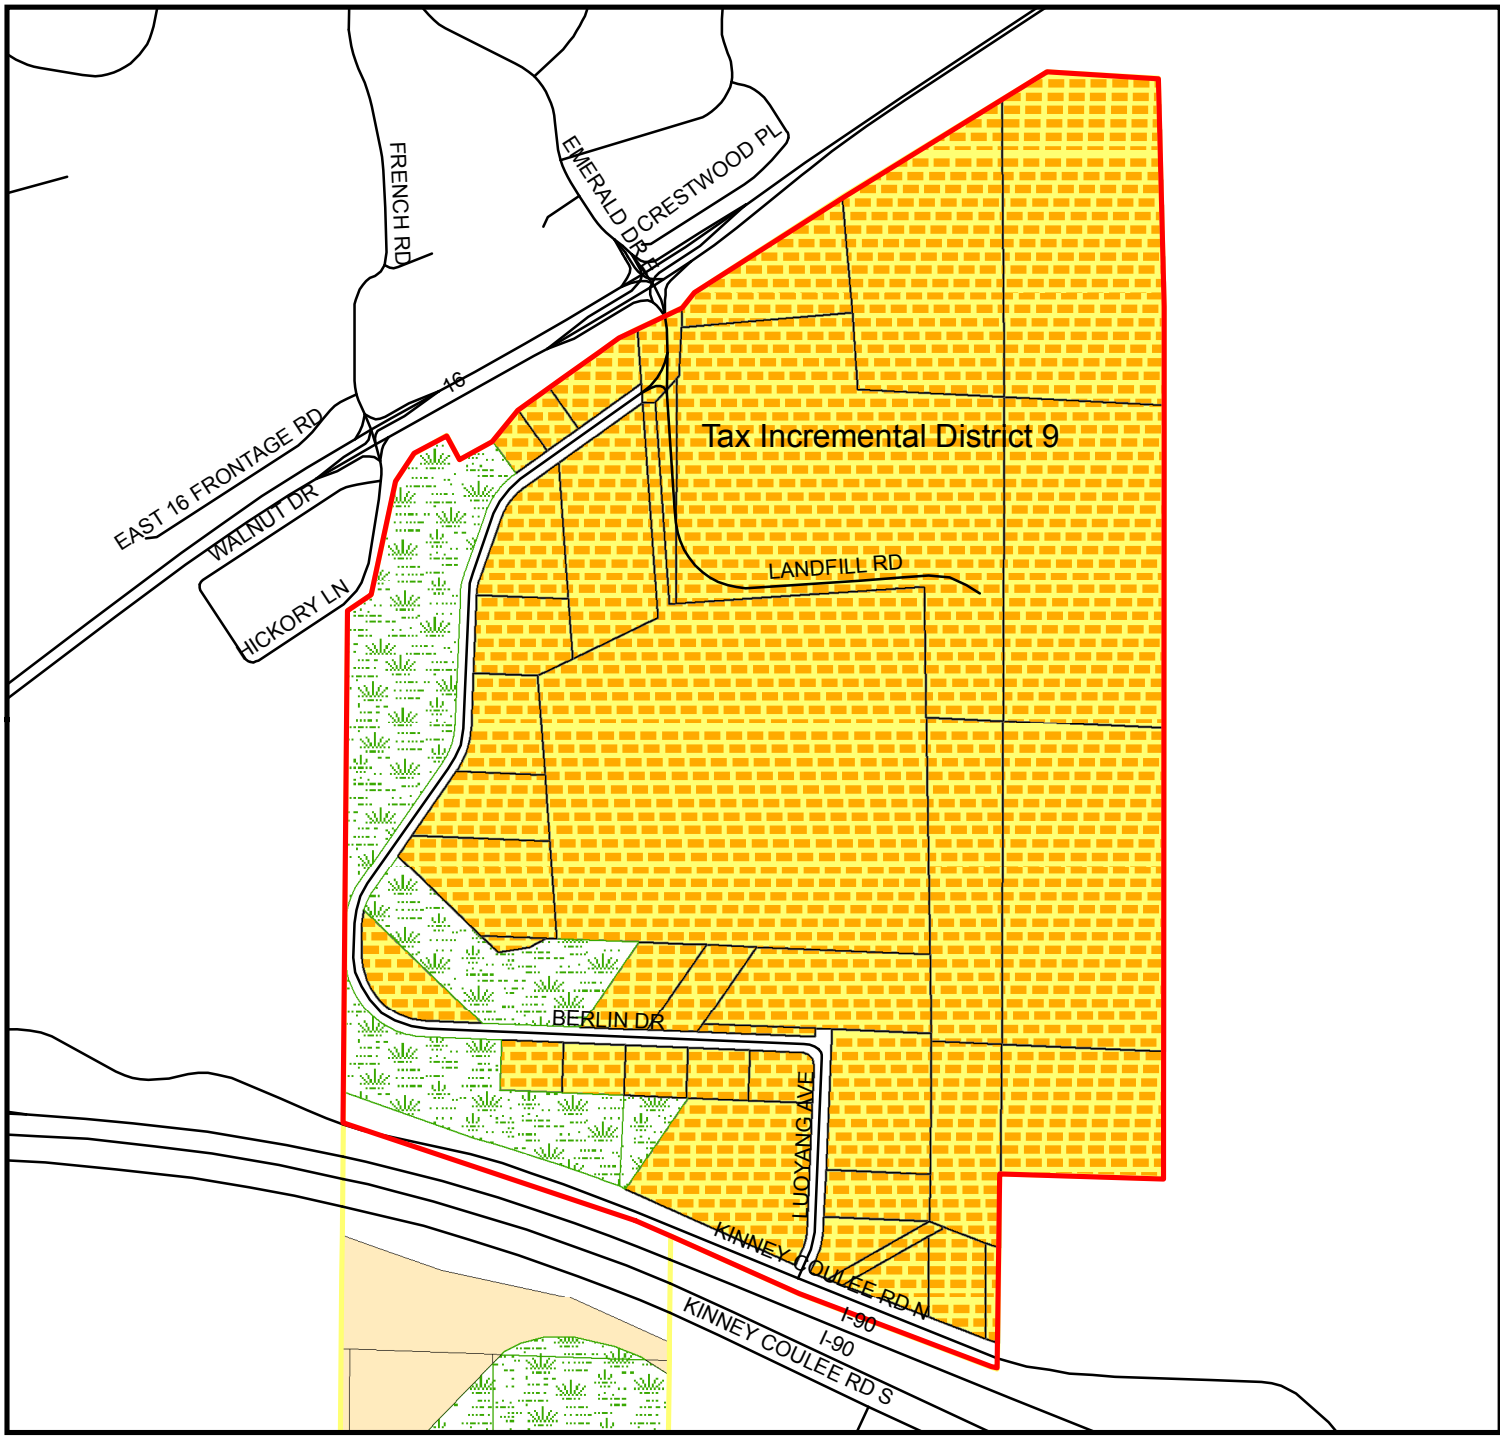 FRENCH RD
EMERALD DR E
CRESTWOOD PL
16
EAST 16 FRONTAGE RD
WALNUT DR
HICKORY LN
Tax Incremental District 9
LANDFILL RD
BERLIN DR
LUOYANG AVE
KINNEY COULEE RD N
I-90
I-90
KINNEY COULEE RD S